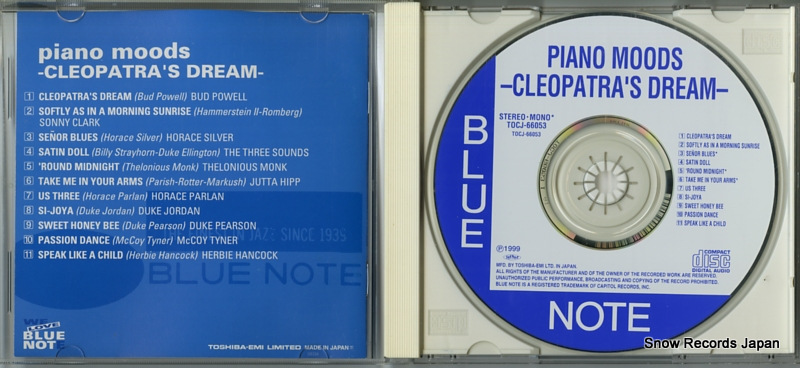 piano moods
-CLEOPATRA'S DREAM-
1 CLEOPATRA'S DREAM (Bud Powell) BUD POWELL
2 SOFTLY AS IN A MORNING SUNRISE (Hammerstein II-Romberg)
SONNY CLARK
3 SEÑOR BLUES (Horace Silver) HORACE SILVER
4 SATIN DOLL (Billy Strayhorn-Duke Ellington) THE THREE SOUNDS
5 'ROUND MIDNIGHT (Thelonious Monk) THELONIOUS MONK
6 TAKE ME IN YOUR ARMS (Parish-Rotter-Markush) JUTTA HIPP
7 US THREE (Horace Parlan) HORACE PARLAN
8 SI-JOYA (Duke Jordan) DUKE JORDAN
9 SWEET HONEY BEE (Duke Pearson) DUKE PEARSON
10 PASSION DANCE (McCoy Tyner) McCOY TYNER
11 SPEAK LIKE A CHILD (Herbie Hancock) HERBIE HANCOCK
IN JAZZ SINCE 1939
BLUE NOTE
WE
LOVE
BLUE
NOTE
TOSHIBA-EMI LIMITED MADE IN JAPAN
PIANO MOODS
–CLEOPATRA'S DREAM–
STEREO・MONO*
TOCJ-66053
TOCJ-66053
1 CLEOPATRA'S DREAM
2 SOFTLY AS IN A MORNING SUNRISE
3 SEÑOR BLUES*
4 SATIN DOLL
5 'ROUND MIDNIGHT*
6 TAKE ME IN YOUR ARMS*
7 US THREE
8 SI-JOYA
9 SWEET HONEY BEE
10 PASSION DANCE
11 SPEAK LIKE A CHILD
BLUE
℗1999
COMPACT
disc
DIGITAL AUDIO
MFD. BY TOSHIBA-EMI LTD. IN JAPAN.
ALL RIGHTS OF THE MANUFACTURER AND OF THE OWNER OF THE RECORDED WORK ARE RESERVED.
UNAUTHORIZED PUBLIC PERFORMANCE, BROADCASTING AND COPYING OF THE RECORD PROHIBITED.
BLUE NOTE IS A REGISTERED TRADEMARK OF CAPITOL RECORDS, INC.
NOTE
Snow Records Japan